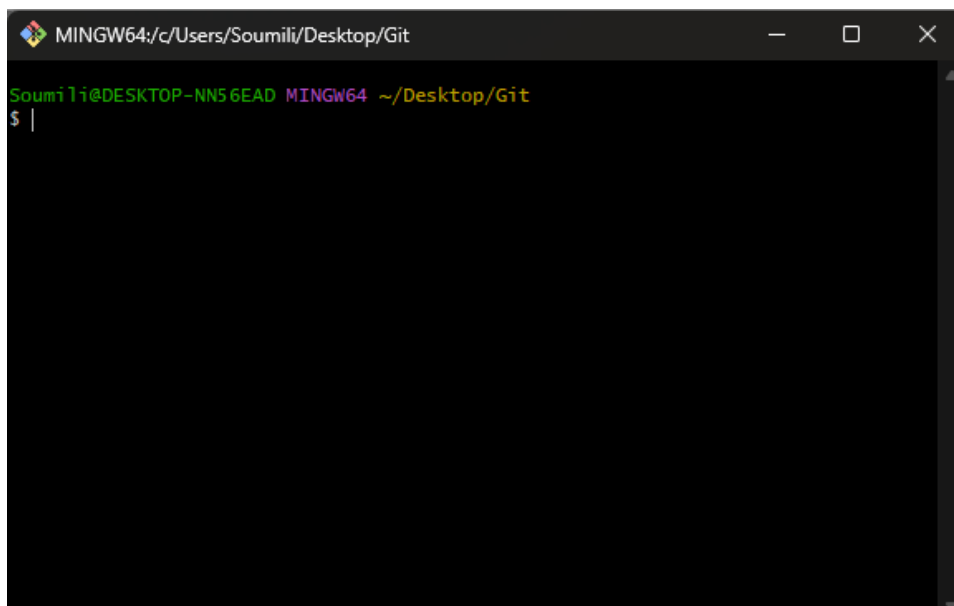 MINGW64:/c/Users/Soumili/Desktop/Git
Soumili@DESKTOP-NN56EAD MINGW64 ~/Desktop/Git
$